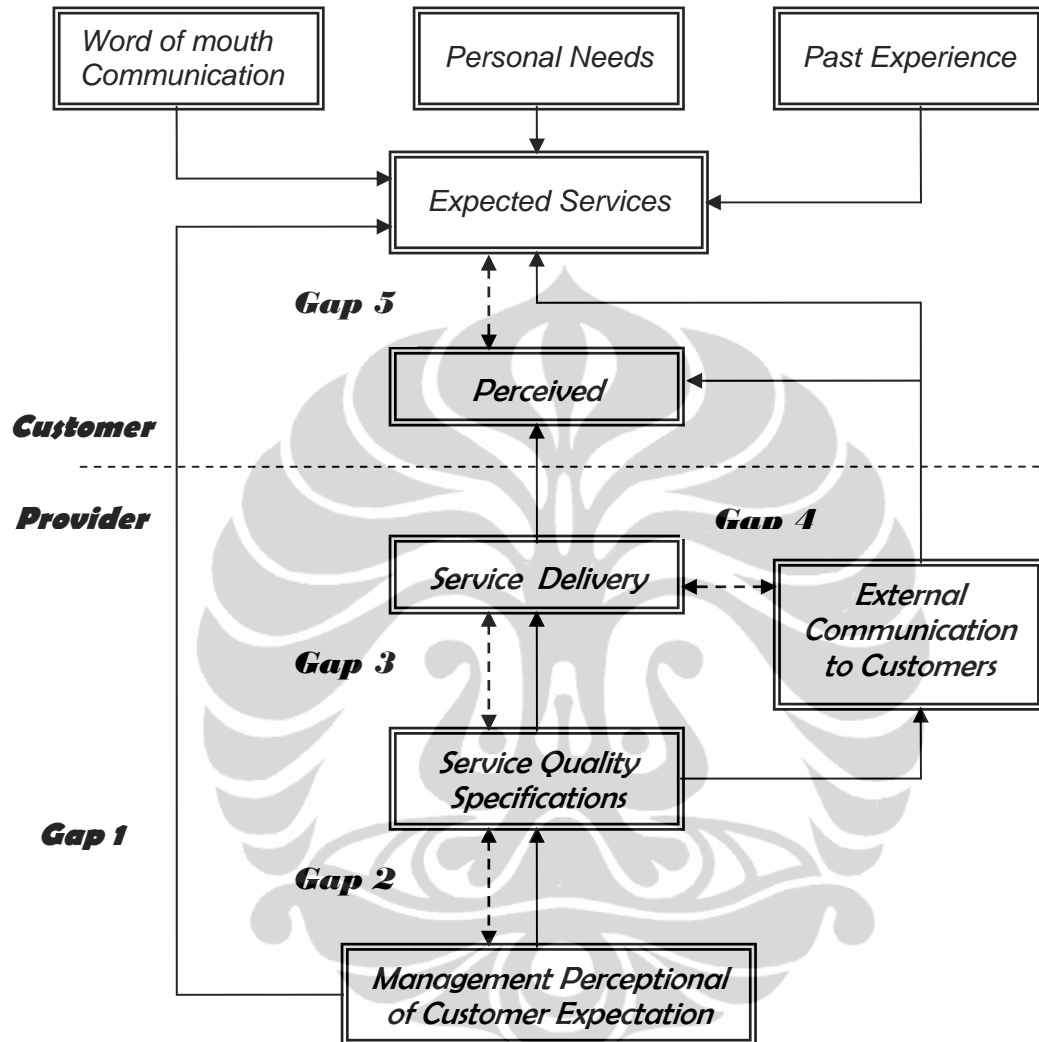 Word of mouth
Communication
Personal Needs
Past Experience
Expected Services
Gap 5
Perceived
Customer
Provider
Gap 4
Service Delivery
External
Communication
to Customers
Gap 3
Service Quality
Specifications
Gap 1
Gap 2
Management Perceptional
of Customer Expectation